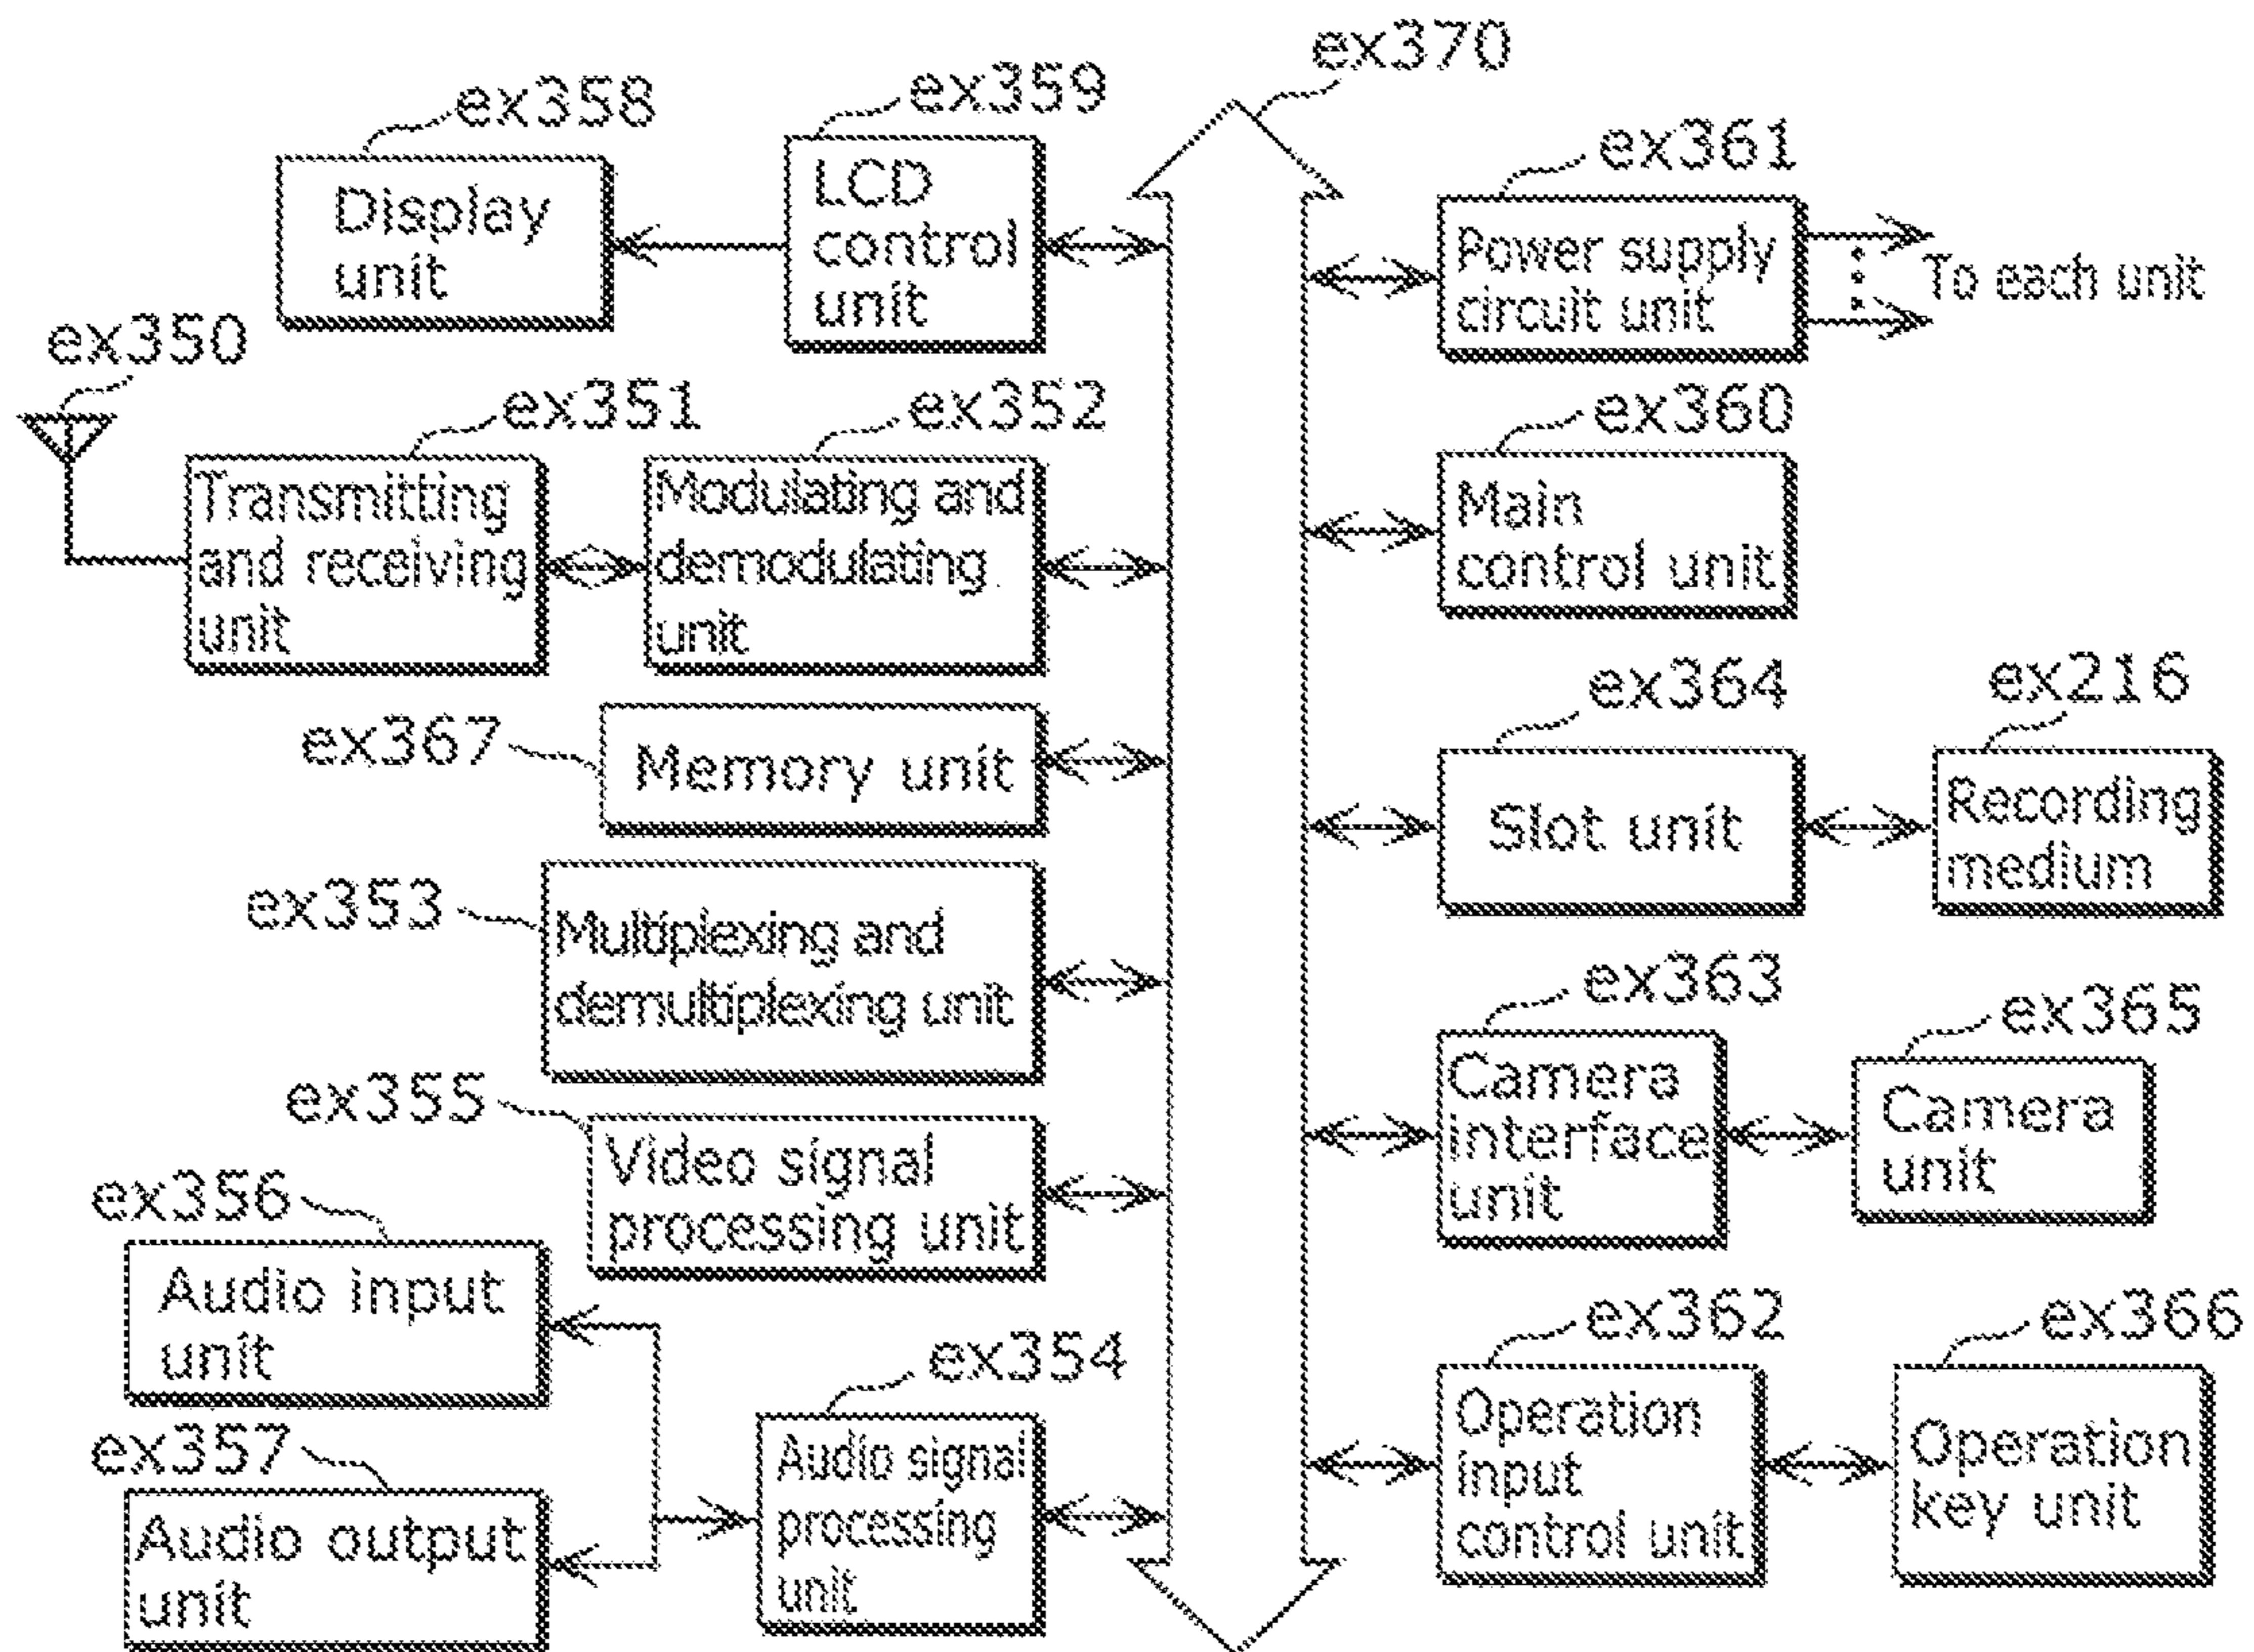 ex370
ex358
ex359
Display
unit
LCD
control
unit
ex361
Power supply
circuit unit
To each unit
ex350
ex351
ex352
Transmitting
and receiving
unit
Modulating and
demodulating
unit
ex360
Main
control unit
ex367
Memory unit
ex364
Slot unit
ex216
Recording
medium
ex353
Multiplexing and
demultiplexing unit
ex363
Camera
interface
unit
ex365
Camera
unit
ex355
Video signal
processing unit
ex356
Audio input
unit
ex357
Audio output
unit
ex354
Audio signal
processing
unit
ex362
Operation
input
control unit
ex366
Operation
key unit